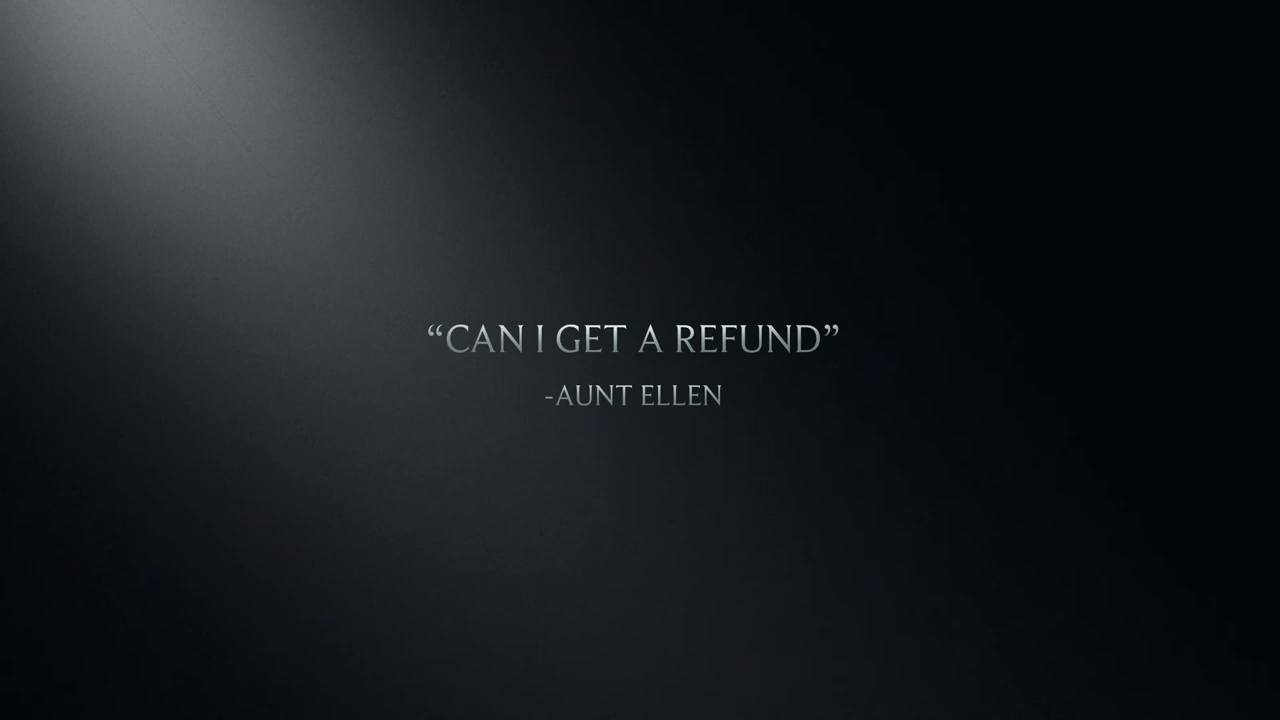 “CAN I GET A REFUND”
-AUNT ELLEN